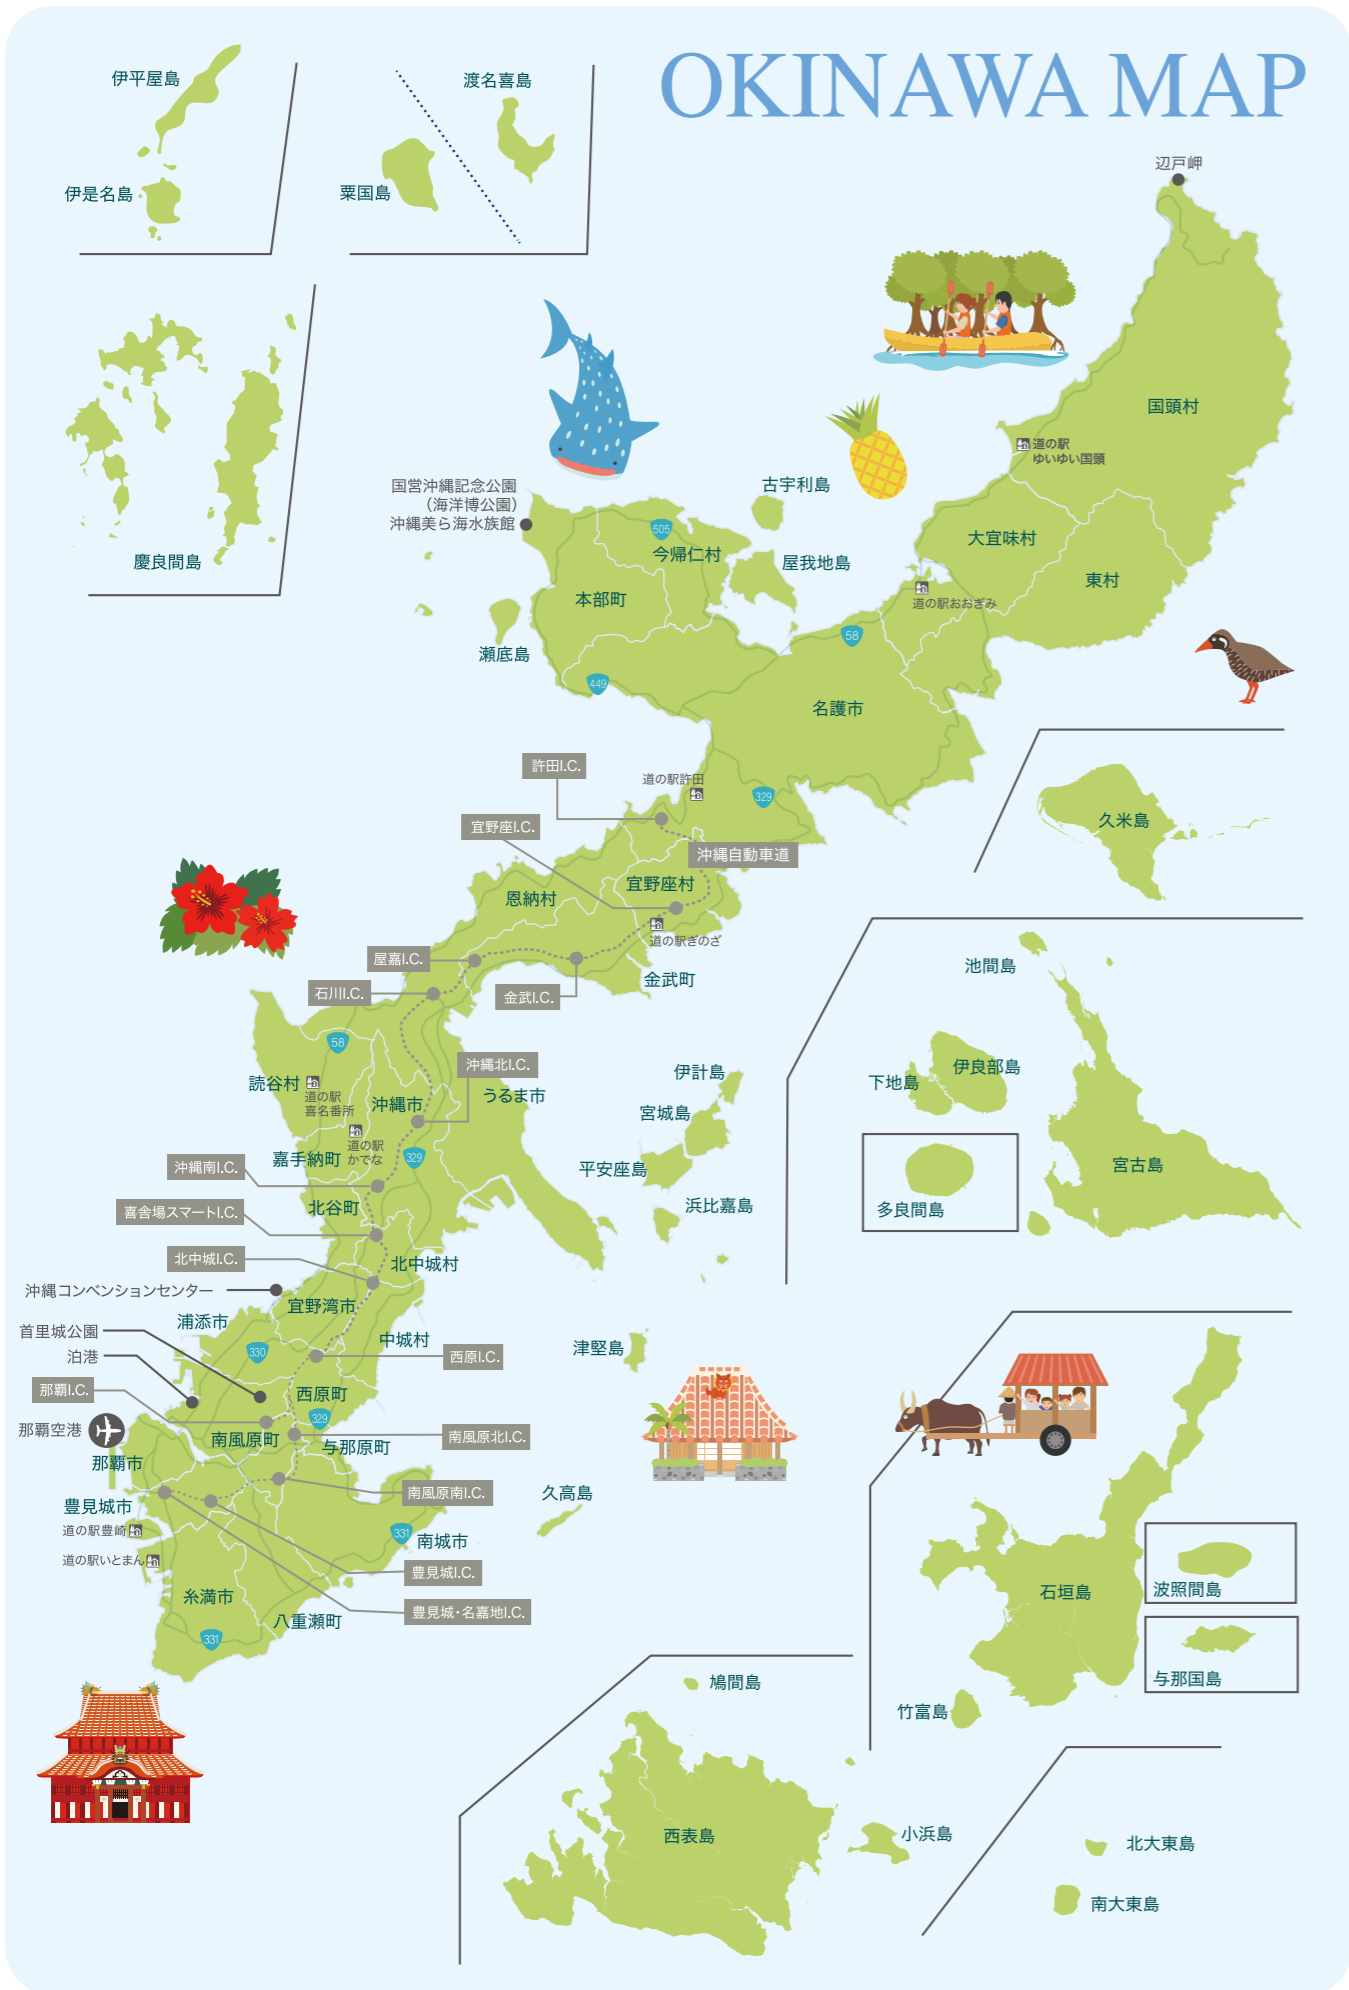 OKINAWA MAP
伊平屋島
伊是名島
渡名喜島
粟国島
慶良間島
辺戸岬
国頭村
道の駅
ゆいゆい国頭
大宜味村
東村
道の駅おおぎみ
古宇利島
屋我地島
国営沖縄記念公園
（海洋博公園）
沖縄美ら海水族館
505
今帰仁村
本部町
瀬底島
449
58
名護市
許田I.C.
道の駅許田
329
宜野座I.C.
沖縄自動車道
宜野座村
恩納村
道の駅ぎのざ
屋嘉I.C.
金武町
石川I.C.
金武I.C.
58
沖縄北I.C.
読谷村
道の駅
喜名番所
沖縄市
うるま市
道の駅
かでな
嘉手納町
329
沖縄南I.C.
北谷町
喜舎場スマートI.C.
北中城I.C.
北中城村
沖縄コンベンションセンター
宜野湾市
浦添市
首里城公園
330
中城村
泊港
西原I.C.
那覇I.C.
西原町
329
那覇空港
南風原町
与那原町
南風原北I.C.
那覇市
南風原南I.C.
豊見城市
道の駅豊崎
331
南城市
道の駅いとまん
豊見城I.C.
糸満市
豊見城・名嘉地I.C.
八重瀬町
331
伊計島
宮城島
平安座島
浜比嘉島
津堅島
久高島
久米島
池間島
伊良部島
下地島
宮古島
多良間島
石垣島
波照間島
与那国島
竹富島
鳩間島
西表島
小浜島
北大東島
南大東島